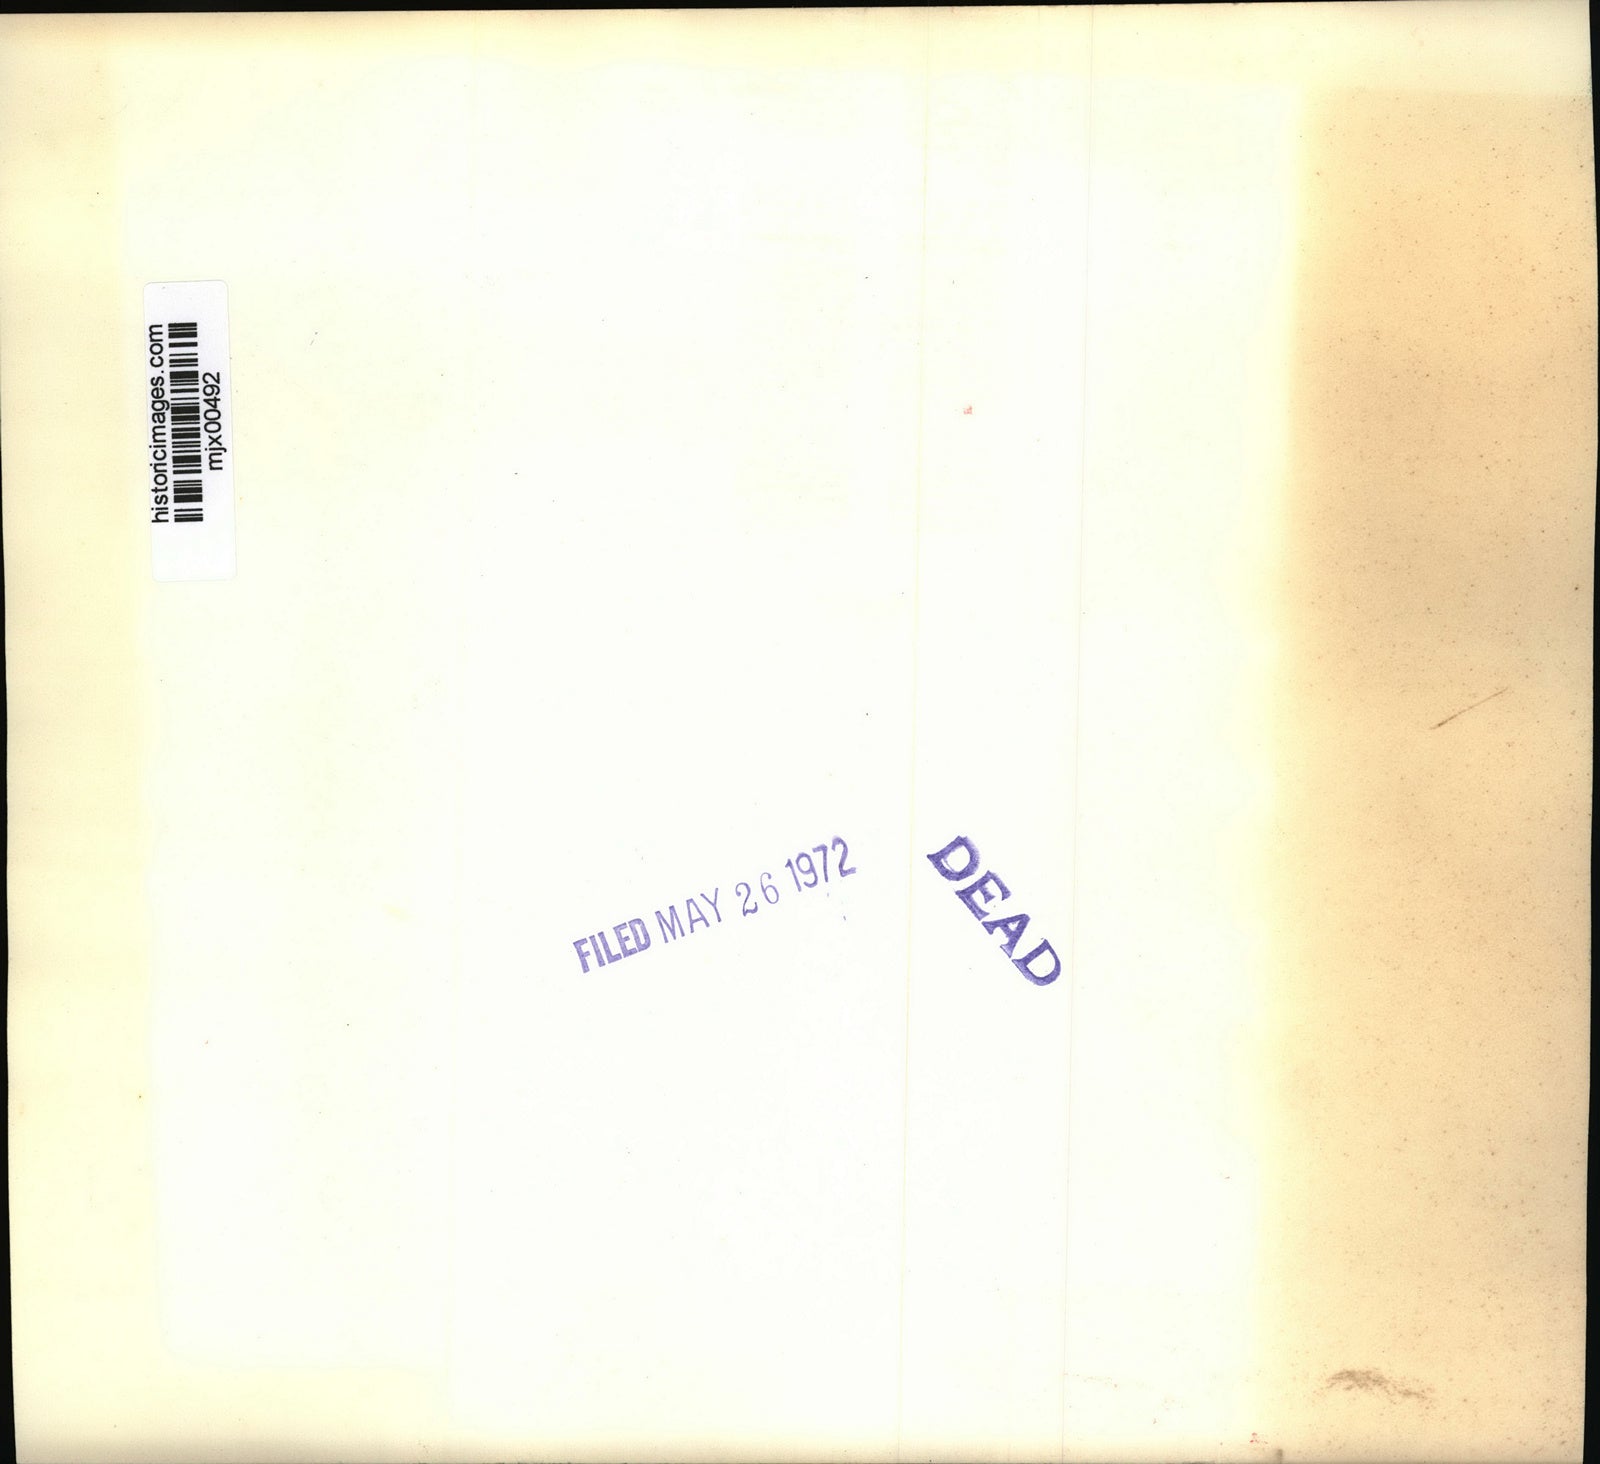 historicimages.com
mjx00492
FILED MAY 26 1972
DEAD